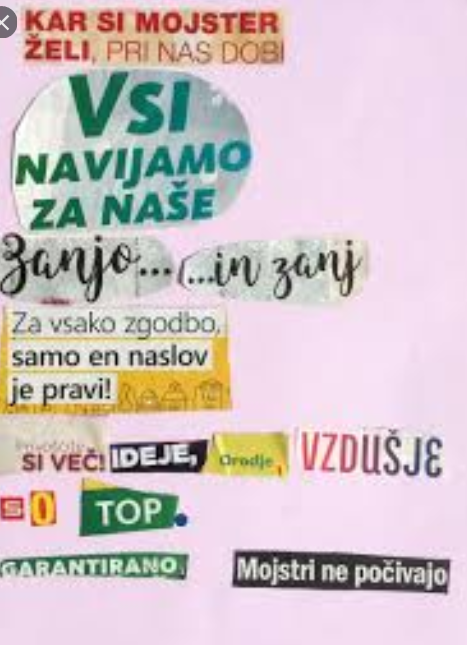 KAR SI MOJSTER
ŽELI, PRI NAS DOBI
VSI
NAVIJAMO
ZA NAŠE
Zanjo... ...in zanj
Za vsako zgodbo,
samo en naslov
je pravi!
SI VEČ! IDEJE, Orodje, VZDUŠJE
SO TOP.
GARANTIRANO. Mojstri ne počivajo